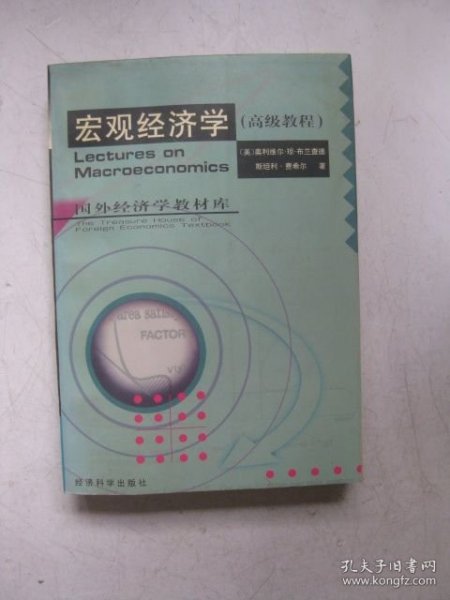 宏观经济学(高级教程)
Lectures on
Macroeconomics
(美)奥利维尔·琼·布兰查德
斯坦利·费希尔 著
国外经济学教材库
The Treasure House of
Foreign Economics Textbook
area satisfy
FACTOR
经济科学出版社
孔夫子旧书网
www.kongfz.com